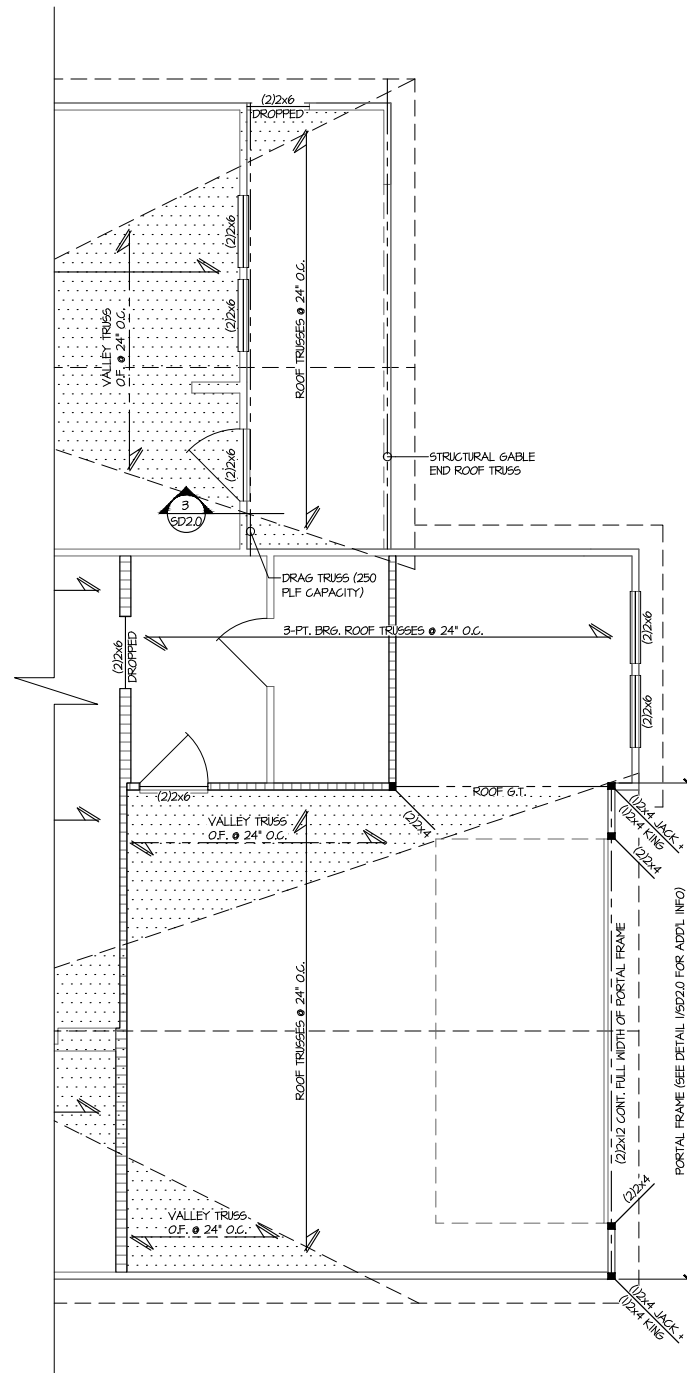 (2)2x6
DROPPED
(2)2x6
(2)2x6
VALLEY TRUSS
O.F. @ 24" O.C.
ROOF TRUSSES @ 24" O.C.
(2)2x6
STRUCTURAL GABLE
END ROOF TRUSS
3
SD2.0
DRAG TRUSS (250
PLF CAPACITY)
(2)2x6
3-PT. BRG. ROOF TRUSSES @ 24" O.C.
(2)2x6
DROPPED
(2)2x6
(2)2x6
ROOF G.T.
(2)2x4
VALLEY TRUSS
O.F. @ 24" O.C.
(1)2x4 JACK +
(1)2x4 KING
(2)2x4
ROOF TRUSSES @ 24" O.C.
(2)2x12 CONT. FULL WIDTH OF PORTAL FRAME
PORTAL FRAME (SEE DETAIL 1/SD2.0 FOR ADD'L INFO)
(2)2x4
VALLEY TRUSS
O.F. @ 24" O.C.
(1)2x4 JACK +
(1)2x4 KING